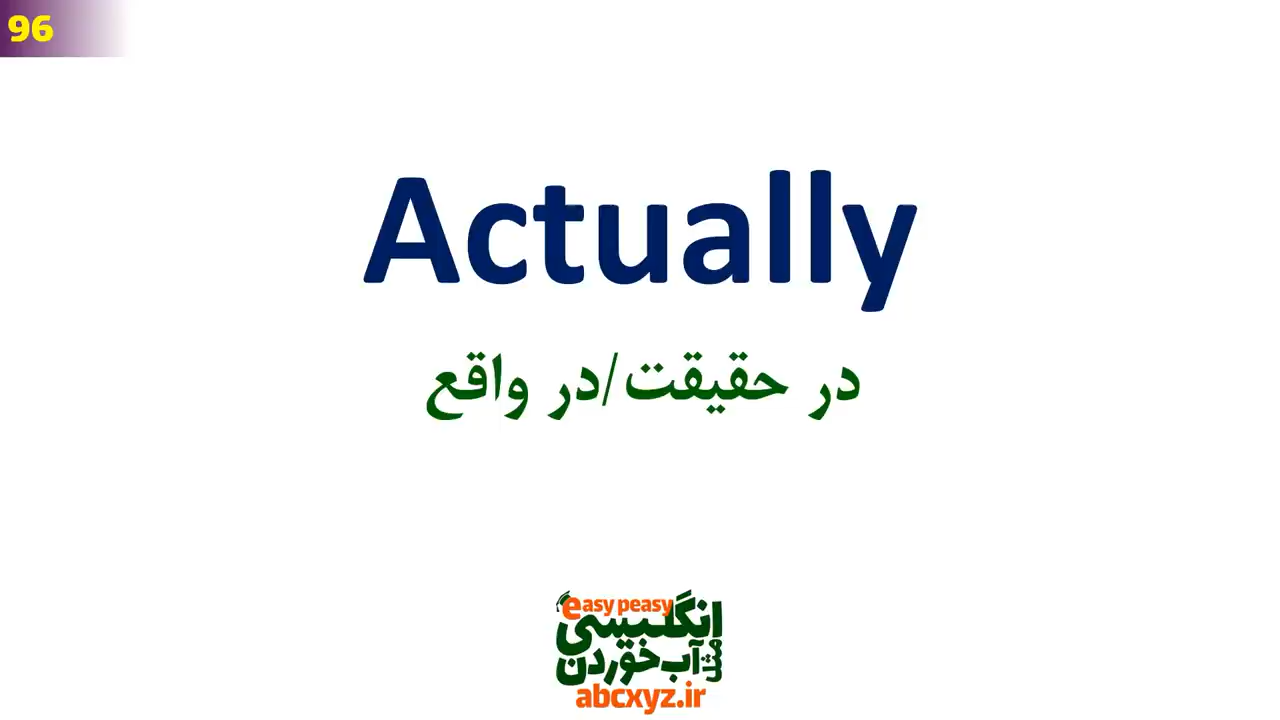 96
Actually
در حقیقت/در واقع
easy peasy
انگلیسی
مثل آب خوردن
abcxyz.ir